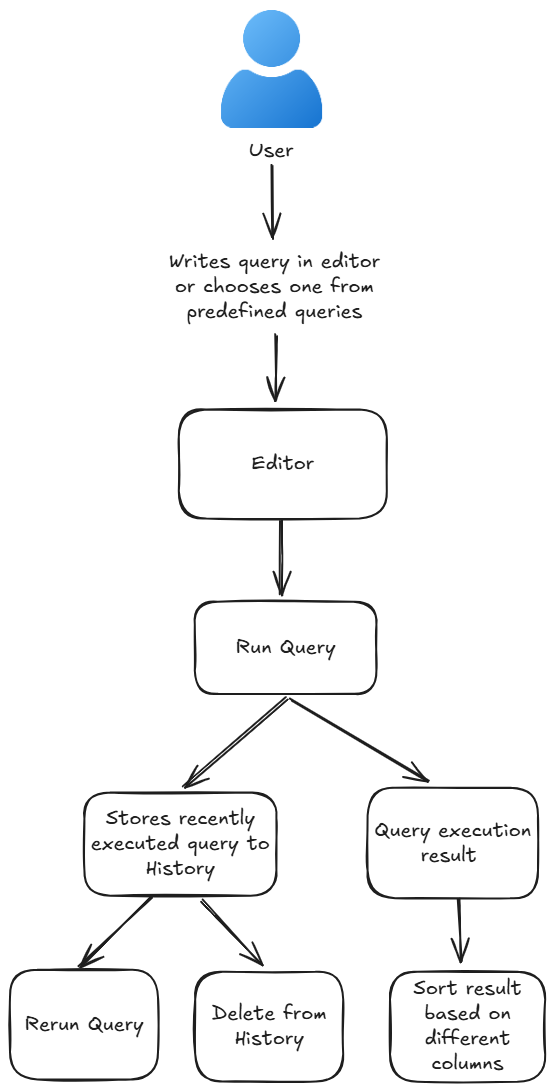 User
Writes query in editor
or chooses one from
predefined queries
Editor
Run Query
Stores recently
executed query to
History
Query execution
result
Rerun Query
Delete from
History
Sort result
based on
different
columns